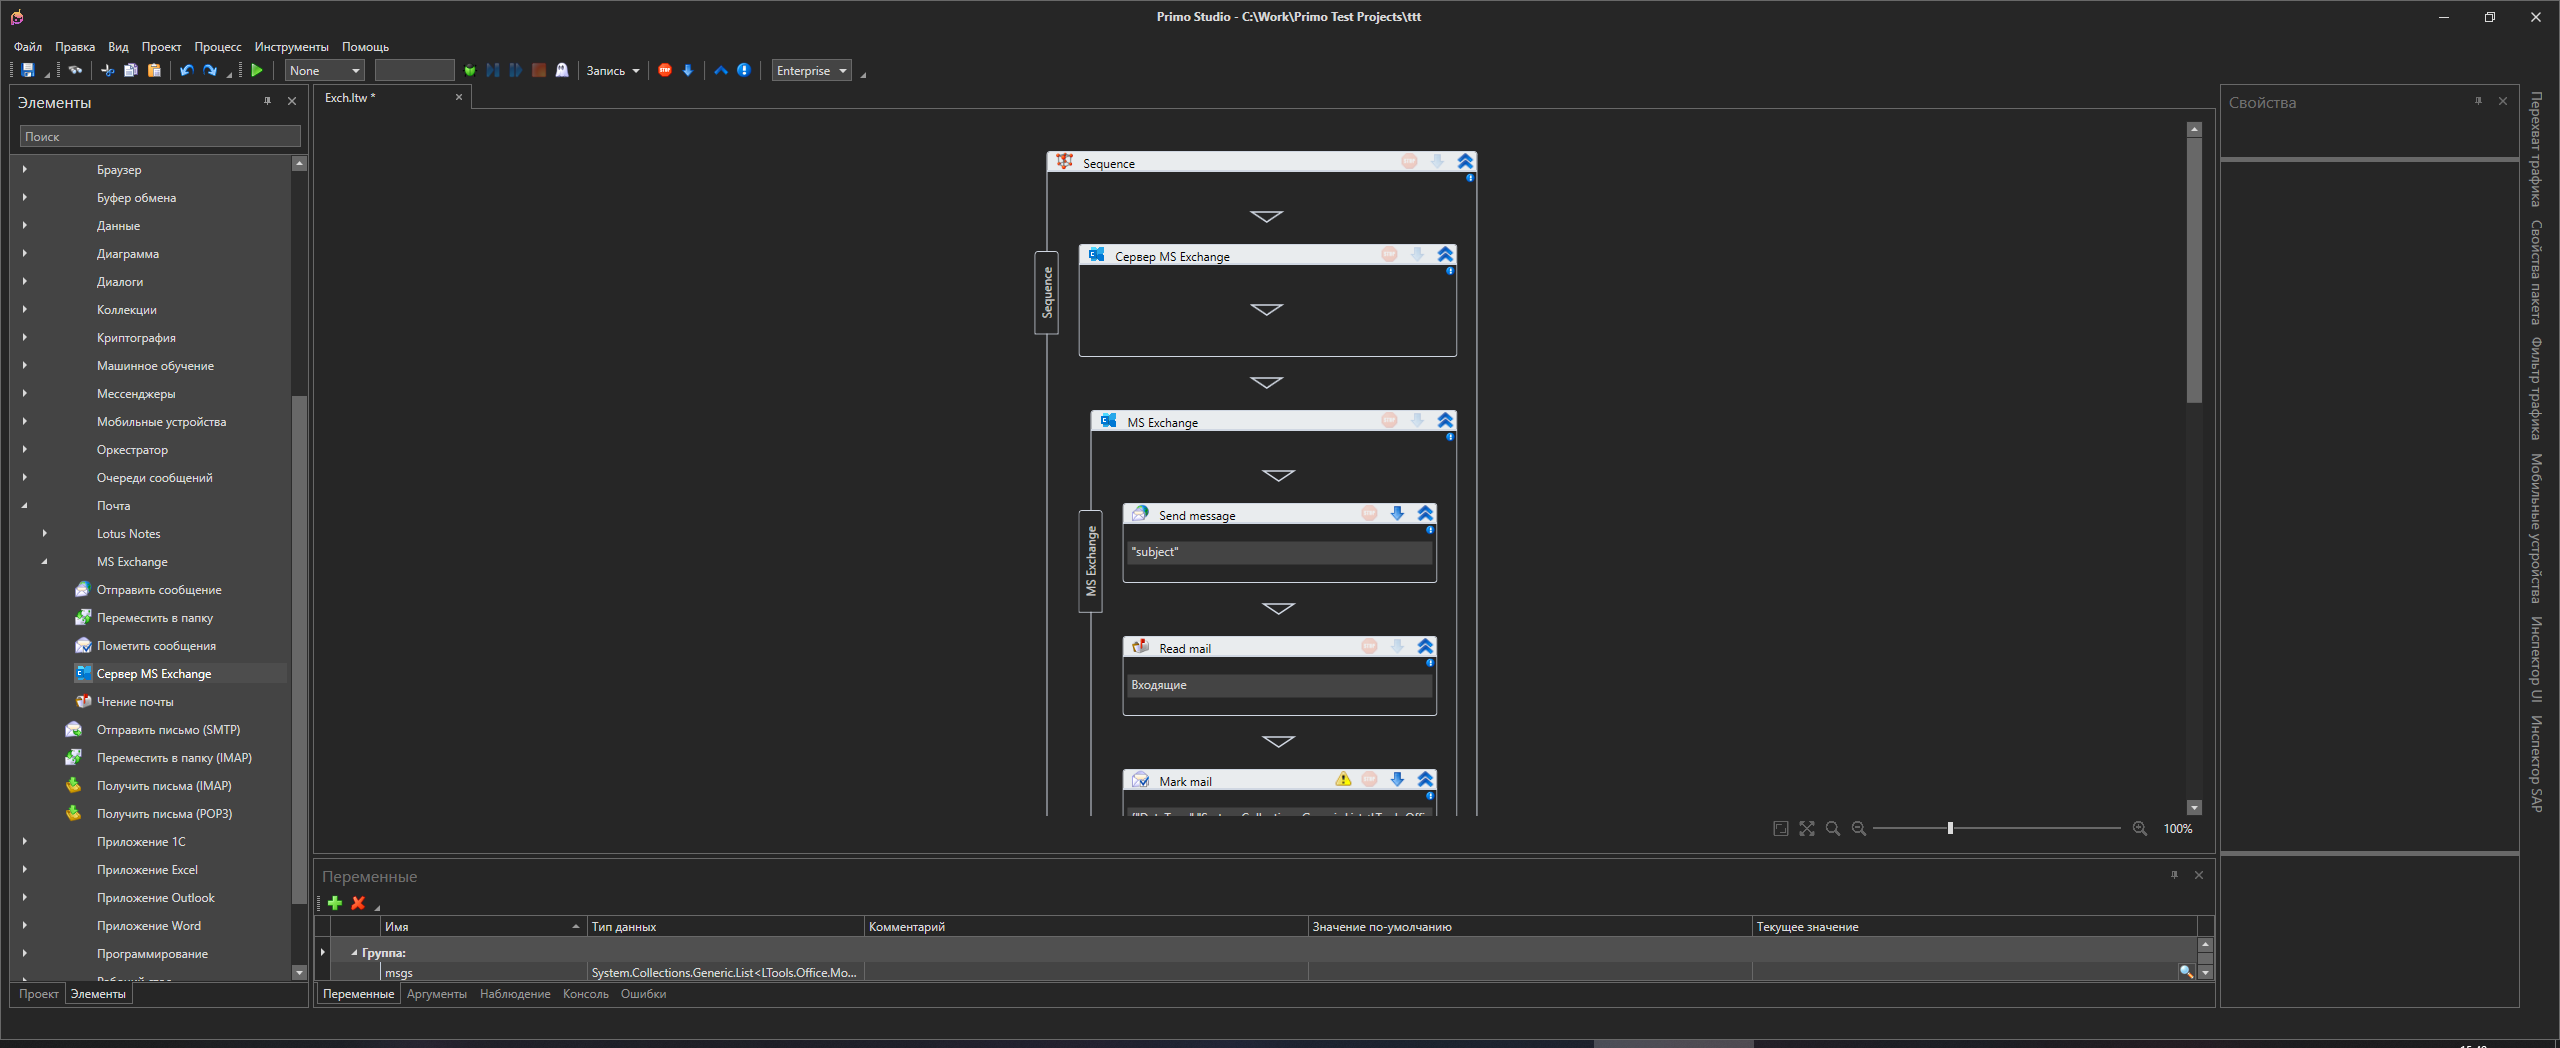 Primo Studio - C:\Work\Primo Test Projects\ttt
Файл Правка Вид Проект Процесс Инструменты Помощь
None Запись STOP Enterprise
Элементы
Поиск
Браузер
Буфер обмена
Данные
Диаграмма
Диалоги
Коллекции
Криптография
Машинное обучение
Мессенджеры
Мобильные устройства
Оркестратор
Очереди сообщений
Почта
Lotus Notes
MS Exchange
Отправить сообщение
Переместить в папку
Пометить сообщения
Сервер MS Exchange
Чтение почты
Отправить письмо (SMTP)
Переместить в папку (IMAP)
Получить письма (IMAP)
Получить письма (POP3)
Приложение 1С
Приложение Excel
Приложение Outlook
Приложение Word
Программирование
Проект Элементы
Exch.ltw *
Sequence
Sequence
Сервер MS Exchange
MS Exchange
MS Exchange
Send message
"subject"
Read mail
Входящие
Mark mail
100%
Переменные
Имя Тип данных Комментарий Значение по-умолчанию Текущее значение
Группа:
msgs System.Collections.Generic.List<LTools.Office.Mo...
Переменные Аргументы Наблюдение Консоль Ошибки
Свойства
Перехват трафика
Свойства пакета
Фильтр трафика
Мобильные устройства
Инспектор UI
Инспектор SAP